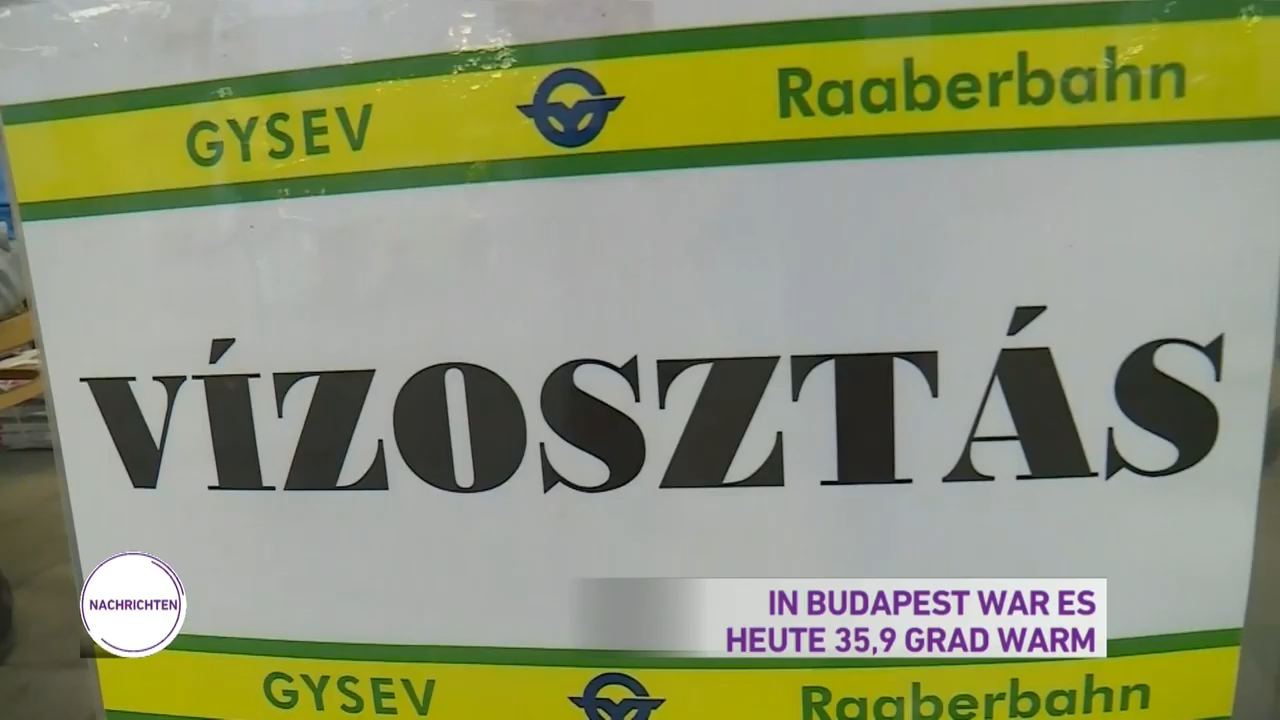 GYSEV Raaberbahn
VÍZOSZTÁS
NACHRICHTEN
IN BUDAPEST WAR ES
HEUTE 35,9 GRAD WARM
GYSEV Raaberbahn